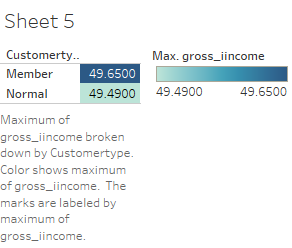 Sheet 5
Customerty..
Member 49.6500
Normal 49.4900
Max. gross_iincome
49.4900 49.6500
Maximum of
gross_iincome broken
down by Customertype.
Color shows maximum
of gross_iincome. The
marks are labeled by
maximum of
gross_iincome.